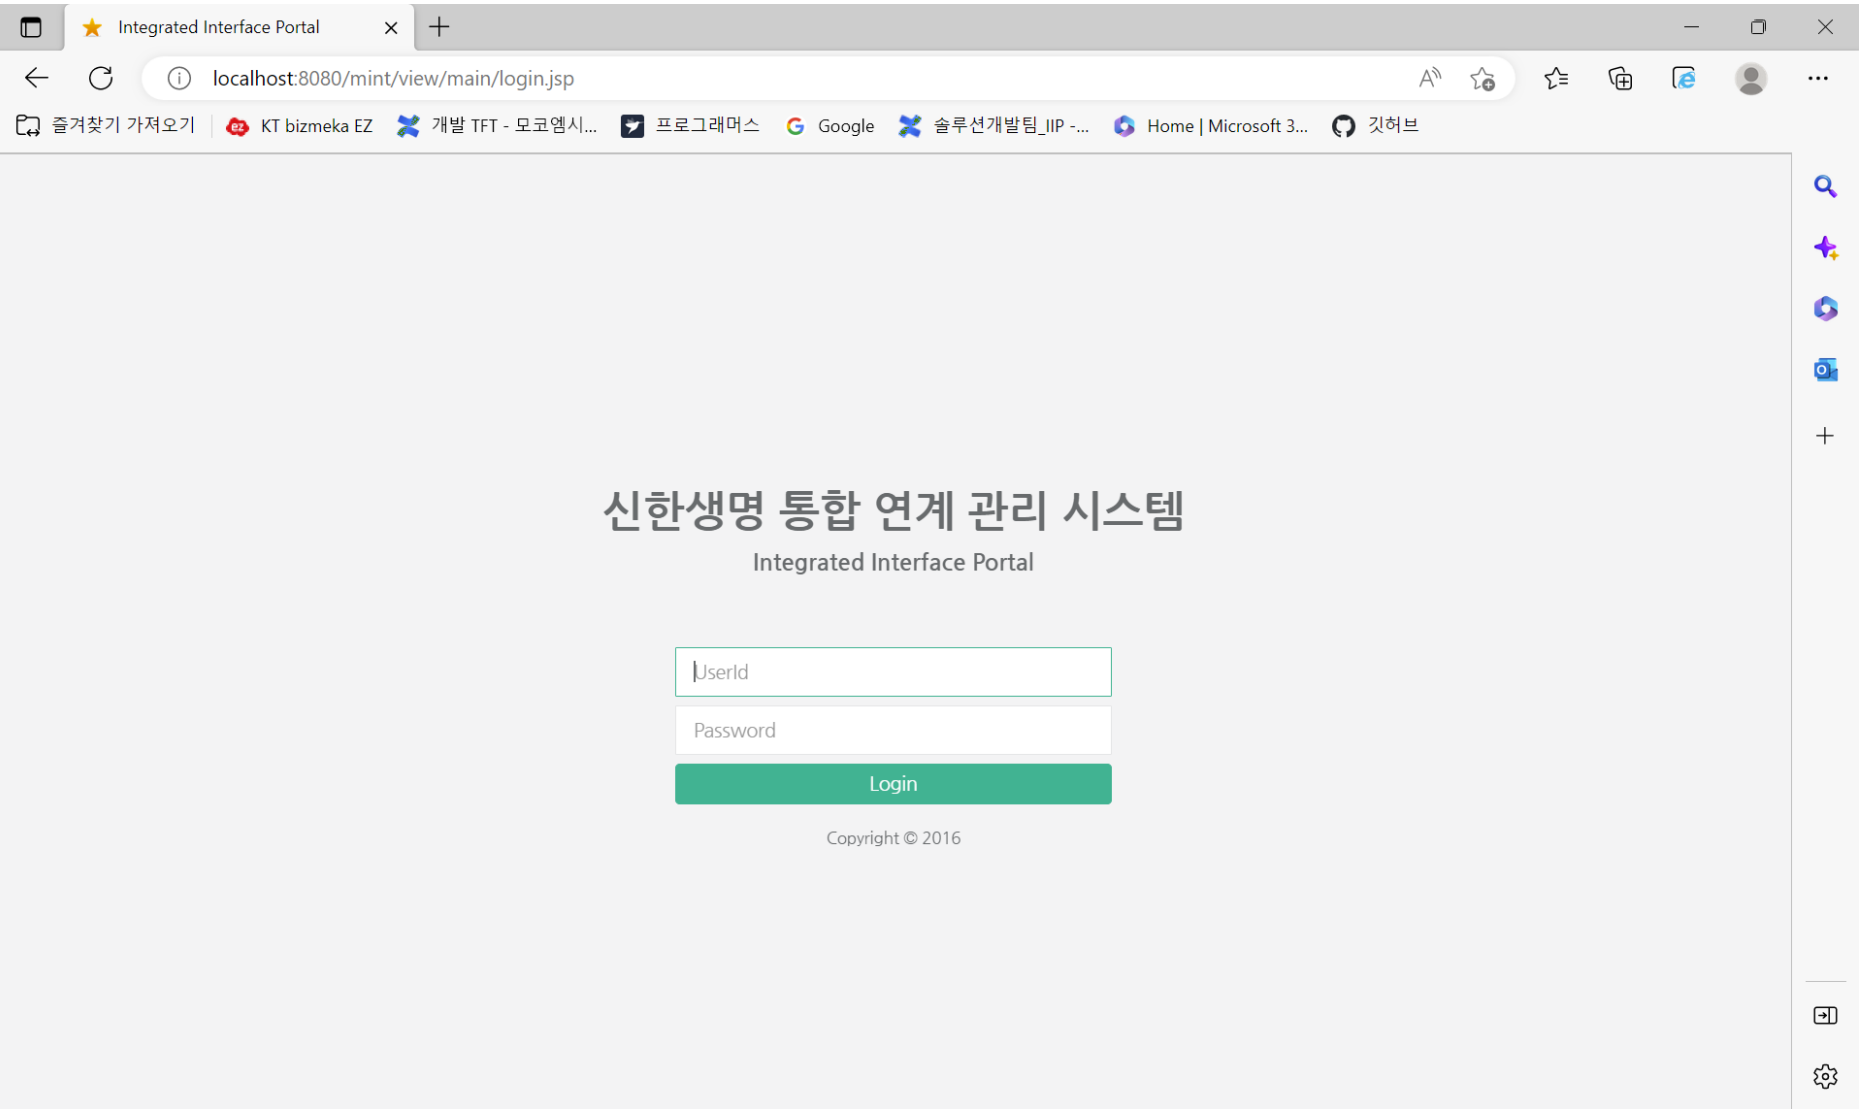 Integrated Interface Portal
localhost:8080/mint/view/main/login.jsp
즐겨찾기 가져오기 KT bizmeka EZ 개발 TFT - 모코엠시... 프로그래머스 Google 솔루션개발팀_IIP -... Home | Microsoft 3... 깃허브
신한생명 통합 연계 관리 시스템
Integrated Interface Portal
UserId
Password
Login
Copyright © 2016